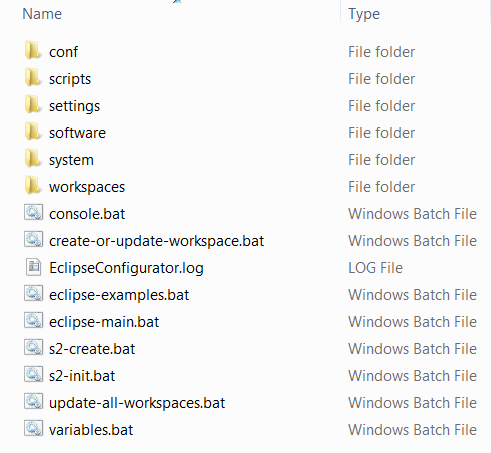 Name Type
conf File folder
scripts File folder
settings File folder
software File folder
system File folder
workspaces File folder
console.bat Windows Batch File
create-or-update-workspace.bat Windows Batch File
EclipseConfigurator.log LOG File
eclipse-examples.bat Windows Batch File
eclipse-main.bat Windows Batch File
s2-create.bat Windows Batch File
s2-init.bat Windows Batch File
update-all-workspaces.bat Windows Batch File
variables.bat Windows Batch File